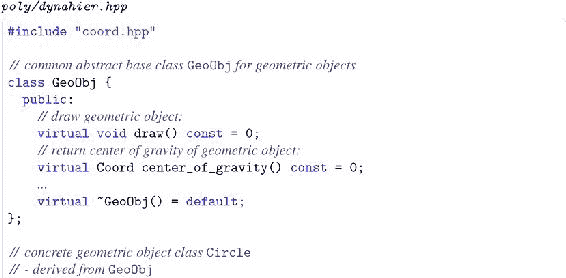 poly/dynahier.hpp
#include "coord.hpp"
// common abstract base class GeoObj for geometric objects
class GeoObj {
public:
// draw geometric object:
virtual void draw() const = 0;
// return center of gravity of geometric object:
virtual Coord center_of_gravity() const = 0;
...
virtual ~GeoObj() = default;
};
// concrete geometric object class Circle
// - derived from GeoObj